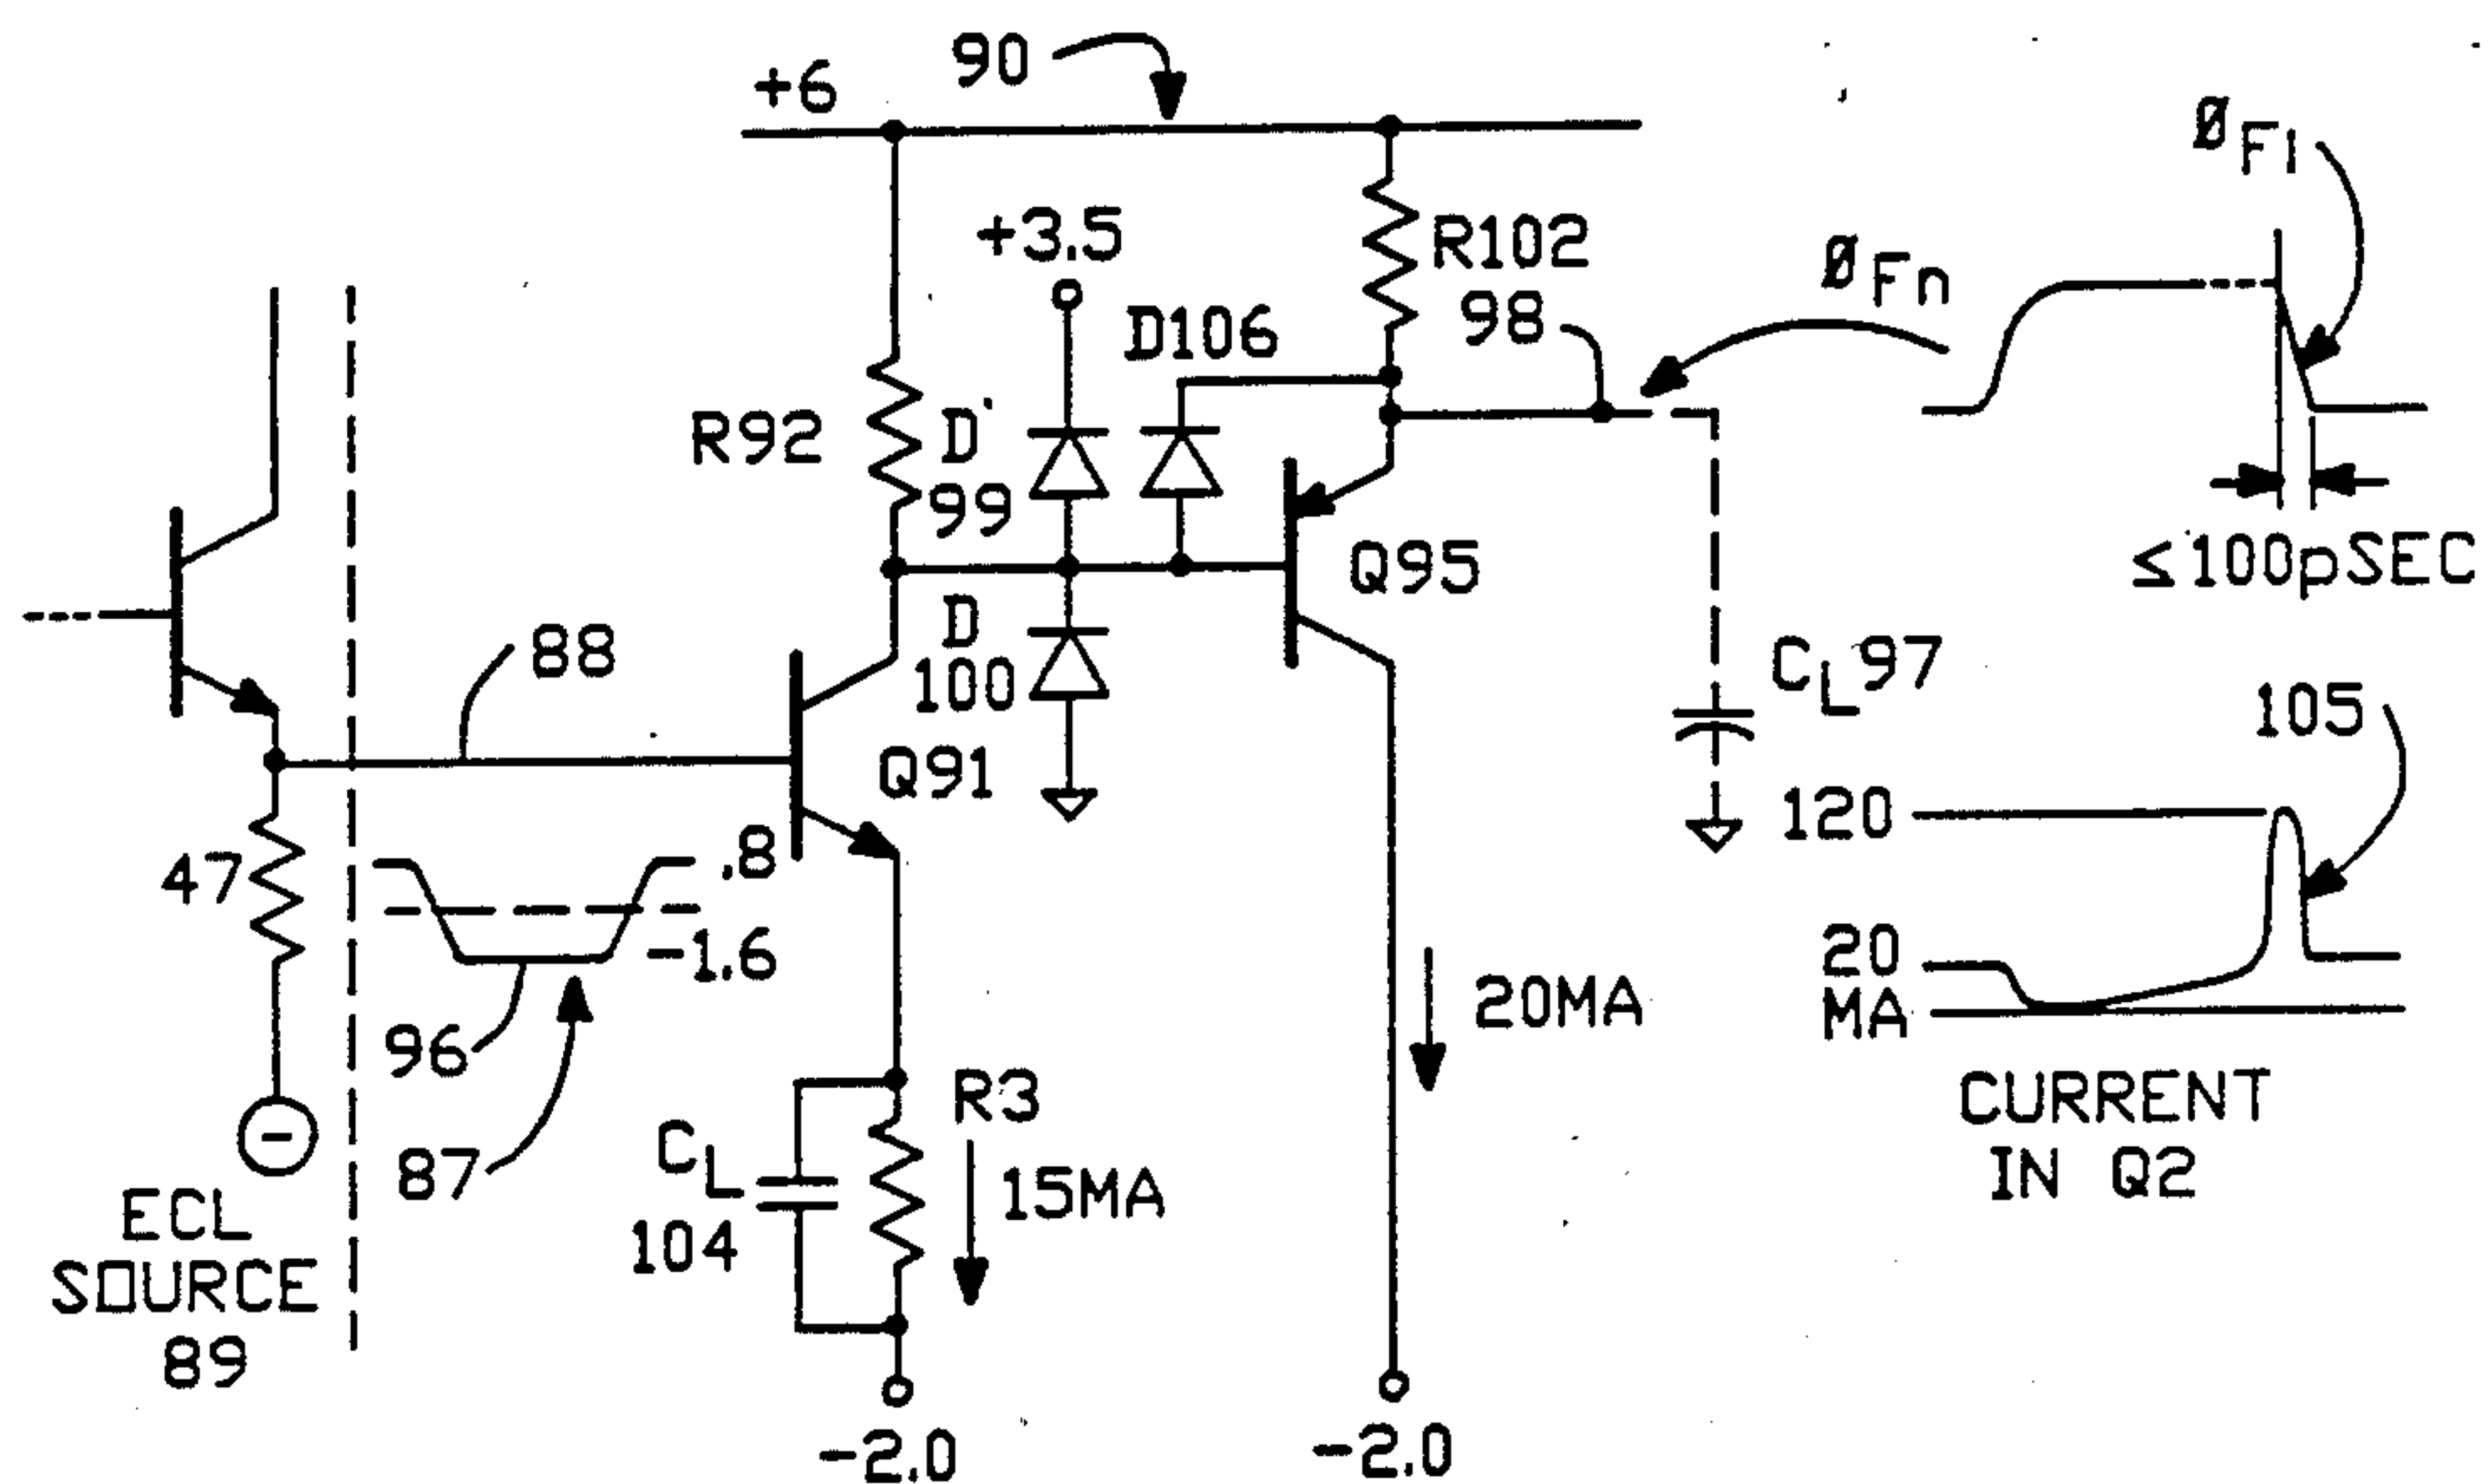 90
+6
ØF1
+3.5
R102
98
ØFn
D106
R92
D'
99
≤100pSEC
Q95
D
100
88
CL97
105
Q91
120
47
.8
-1.6
20
MA
96
20MA
CURRENT
IN Q2
87
R3
CL
104
15MA
ECL
SOURCE
89
-
-2.0
-2.0